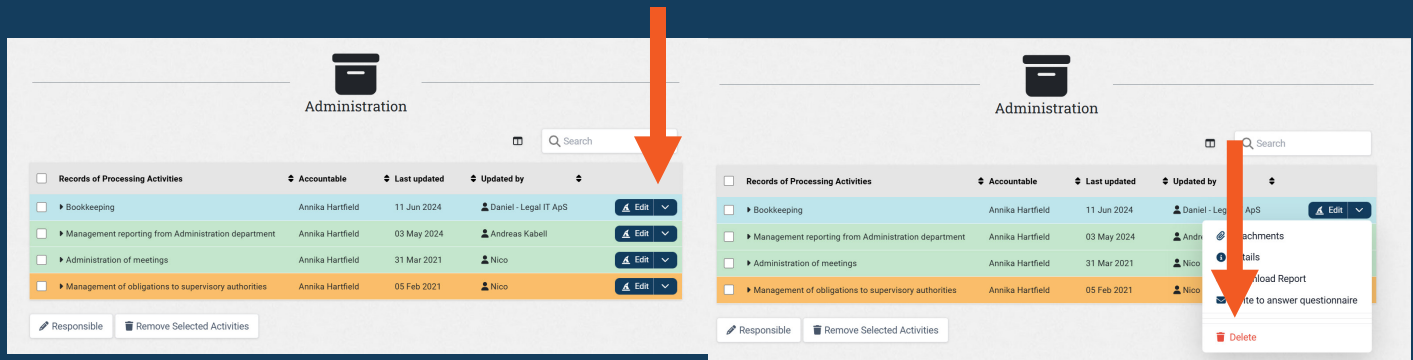 Administration
Search
Records of Processing Activities Accountable Last updated Updated by
Bookkeeping Annika Hartfield 11 Jun 2024 Daniel - Legal IT ApS Edit
Management reporting from Administration department Annika Hartfield 03 May 2024 Andreas Kabell Edit
Administration of meetings Annika Hartfield 31 Mar 2021 Nico Edit
Management of obligations to supervisory authorities Annika Hartfield 05 Feb 2021 Nico Edit
Responsible Remove Selected Activities
Administration
Search
Records of Processing Activities Accountable Last updated Updated by
Bookkeeping Annika Hartfield 11 Jun 2024 Daniel - Legal ApS Edit
Management reporting from Administration department Annika Hartfield 03 May 2024
Administration of meetings Annika Hartfield 31 Mar 2021 Nico
Management of obligations to supervisory authorities Annika Hartfield 05 Feb 2021 Nico
Report
to answer questionnaire
Responsible Remove Selected Activities
Delete